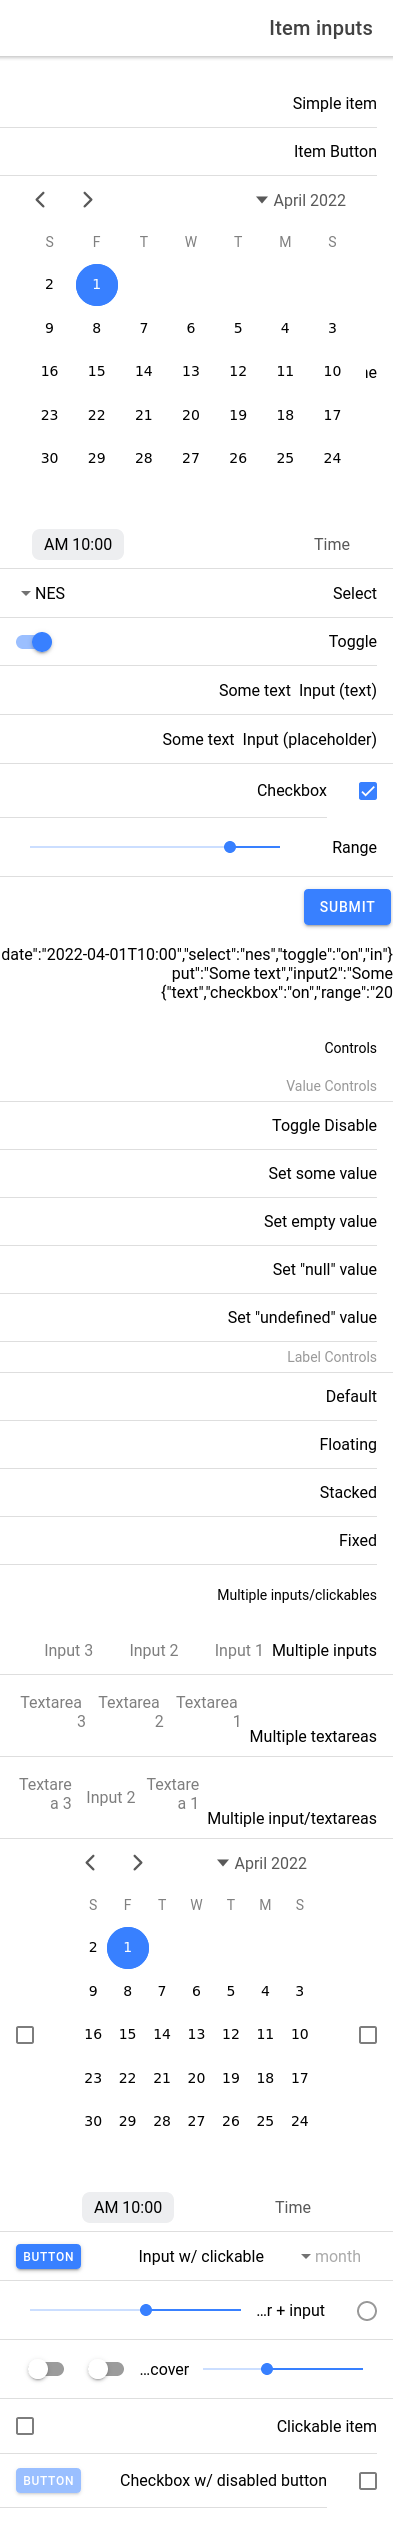 Item inputs
Simple item
Item Button
April 2022
S F T W T M S
2 1
9 8 7 6 5 4 3
16 15 14 13 12 11 10
ne
23 22 21 20 19 18 17
30 29 28 27 26 25 24
AM 10:00 Time
NES Select
Toggle
Some text Input (text)
Some text Input (placeholder)
Checkbox
Range
SUBMIT
date":"2022-04-01T10:00","select":"nes","toggle":"on","in"}
put":"Some text","input2":"Some
{"text","checkbox":"on","range":"20
Controls
Value Controls
Toggle Disable
Set some value
Set empty value
Set "null" value
Set "undefined" value
Label Controls
Default
Floating
Stacked
Fixed
Multiple inputs/clickables
Input 3 Input 2 Input 1 Multiple inputs
Textarea Textarea Textarea
3 2 1
Multiple textareas
Textare Input 2 Textare
a 3 a 1
Multiple input/textareas
April 2022
S F T W T M S
2 1
9 8 7 6 5 4 3
16 15 14 13 12 11 10
23 22 21 20 19 18 17
30 29 28 27 26 25 24
AM 10:00 Time
BUTTON Input w/ clickable month
...r + input
...cover
Clickable item
BUTTON Checkbox w/ disabled button